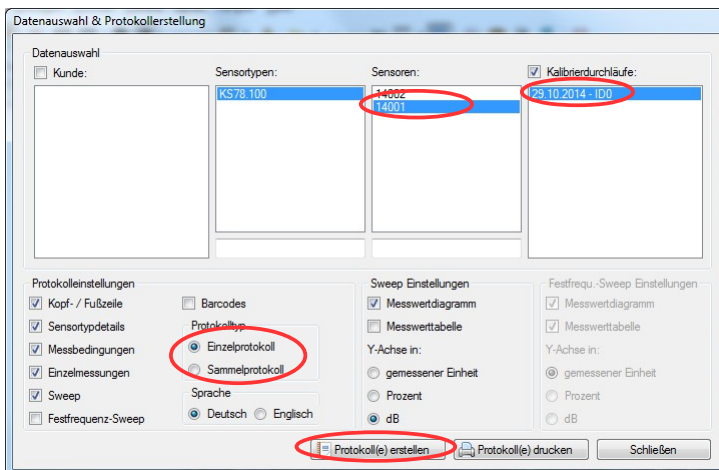 Datenauswahl & Protokollerstellung
Datenauswahl
Kunde: Sensortypen: Sensoren: Kalibrierdurchläufe:
KS78.100 14002 29.10.2014 - ID0
14001
Protokolleinstellungen Sweep Einstellungen Festfrequ.-Sweep Einstellungen
Kopf- / Fußzeile Barcodes Messwertdiagramm Messwertdiagramm
Sensortypdetails Protokolltyp Messwerttabelle Messwerttabelle
Messbedingungen Einzelprotokoll Y-Achse in: Y-Achse in:
Einzelmessungen Sammelprotokoll gemessener Einheit gemessener Einheit
Sweep Sprache Prozent Prozent
Festfrequenz-Sweep Deutsch Englisch dB dB
Protokoll(e) erstellen Protokoll(e) drucken Schließen